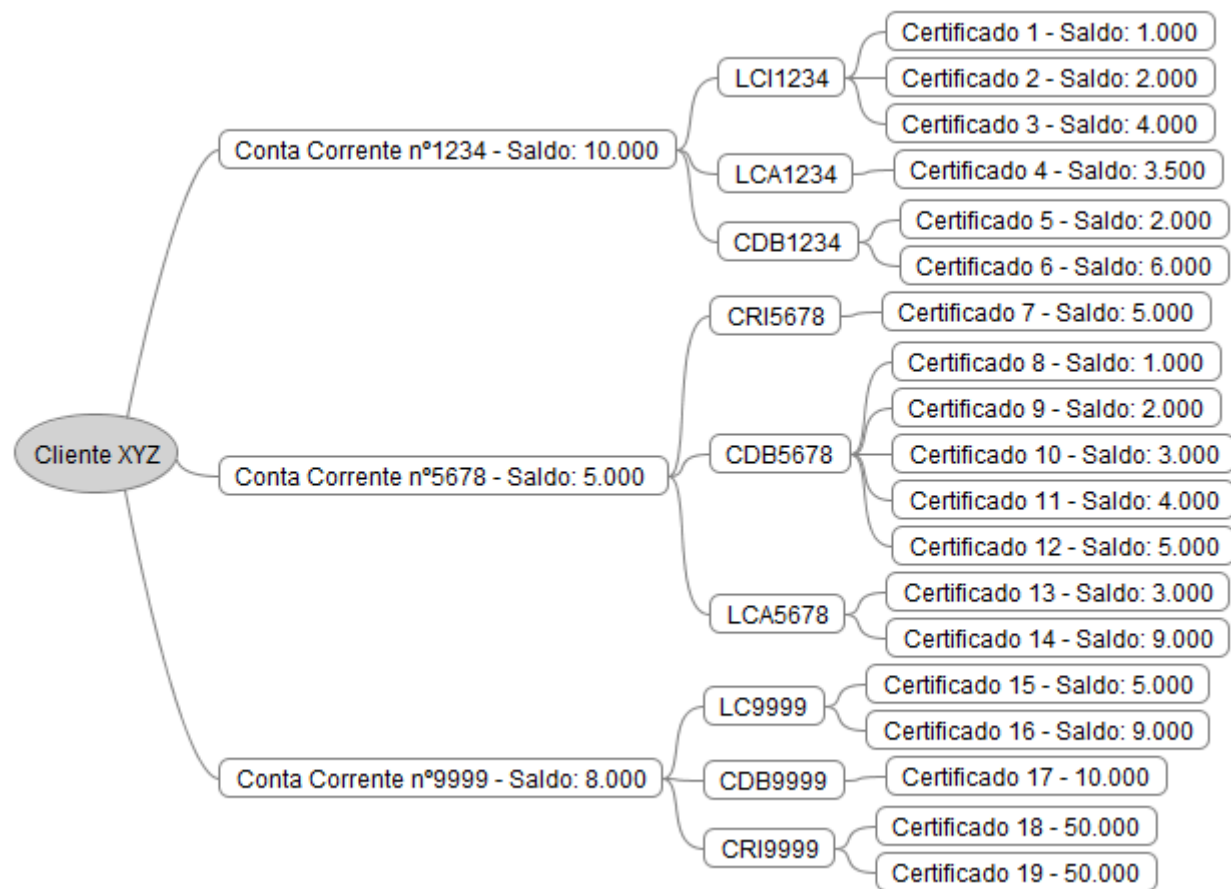 Cliente XYZ
Conta Corrente nº1234 - Saldo: 10.000
LCI1234
Certificado 1 - Saldo: 1.000
Certificado 2 - Saldo: 2.000
Certificado 3 - Saldo: 4.000
LCA1234
Certificado 4 - Saldo: 3.500
CDB1234
Certificado 5 - Saldo: 2.000
Certificado 6 - Saldo: 6.000
Conta Corrente nº5678 - Saldo: 5.000
CRI5678
Certificado 7 - Saldo: 5.000
CDB5678
Certificado 8 - Saldo: 1.000
Certificado 9 - Saldo: 2.000
Certificado 10 - Saldo: 3.000
Certificado 11 - Saldo: 4.000
Certificado 12 - Saldo: 5.000
LCA5678
Certificado 13 - Saldo: 3.000
Certificado 14 - Saldo: 9.000
Conta Corrente nº9999 - Saldo: 8.000
LC9999
Certificado 15 - Saldo: 5.000
Certificado 16 - Saldo: 9.000
CDB9999
Certificado 17 - 10.000
CRI9999
Certificado 18 - 50.000
Certificado 19 - 50.000